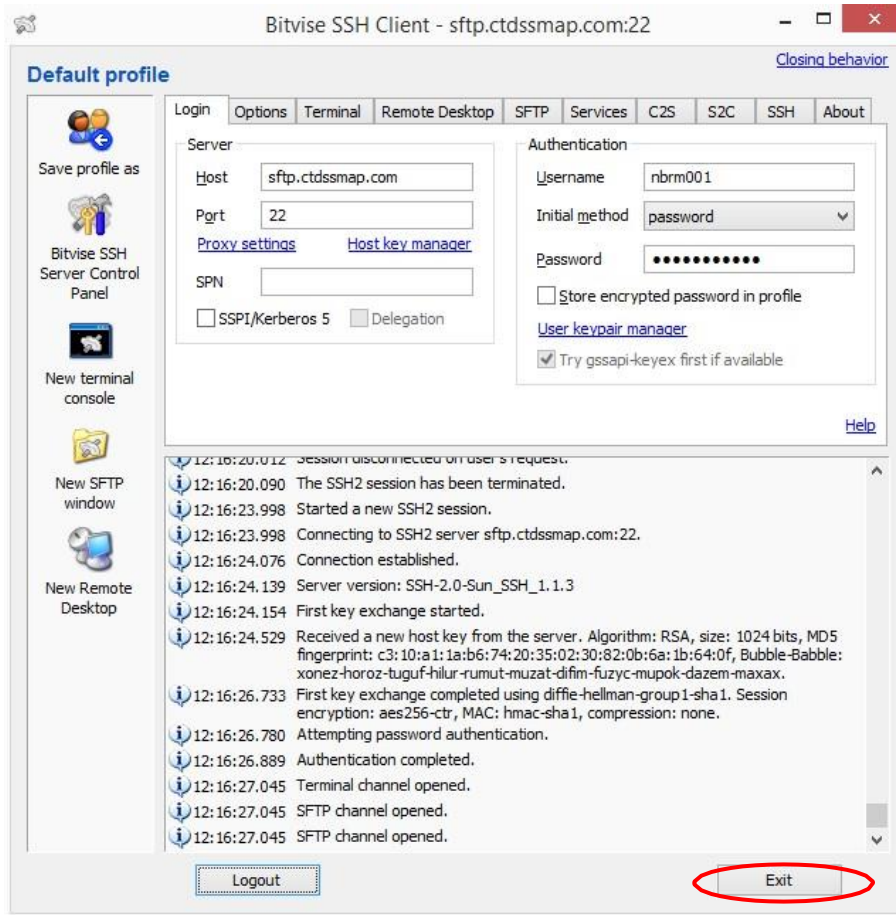 Bitvise SSH Client - sftp.ctdssmap.com:22
Closing behavior
Default profile
Save profile as
Bitvise SSH
Server Control
Panel
New terminal
console
New SFTP
window
New Remote
Desktop
Login Options Terminal Remote Desktop SFTP Services C2S S2C SSH About
Server
Host sftp.ctdssmap.com
Port 22
Proxy settings Host key manager
SPN
SSPI/Kerberos 5 Delegation
Authentication
Username nbrm001
Initial method password
Password ●●●●●●●●●●●
Store encrypted password in profile
User keypair manager
Try gssapi-keyex first if available
Help
12:16:20.012 Session disconnected on user's request.
12:16:20.090 The SSH2 session has been terminated.
12:16:23.998 Started a new SSH2 session.
12:16:23.998 Connecting to SSH2 server sftp.ctdssmap.com:22.
12:16:24.076 Connection established.
12:16:24.139 Server version: SSH-2.0-Sun_SSH_1.1.3
12:16:24.154 First key exchange started.
12:16:24.529 Received a new host key from the server. Algorithm: RSA, size: 1024 bits, MD5
fingerprint: c3:10:a1:1a:b6:74:20:35:02:30:82:0b:6a:1b:64:0f, Bubble-Babble:
xonez-horoz-tuguf-hilur-rumut-muzat-difim-fuzyc-mupok-dazem-maxax.
12:16:26.733 First key exchange completed using diffie-hellman-group1-sha1. Session
encryption: aes256-ctr, MAC: hmac-sha1, compression: none.
12:16:26.780 Attempting password authentication.
12:16:26.889 Authentication completed.
12:16:27.045 Terminal channel opened.
12:16:27.045 SFTP channel opened.
12:16:27.045 SFTP channel opened.
Logout Exit